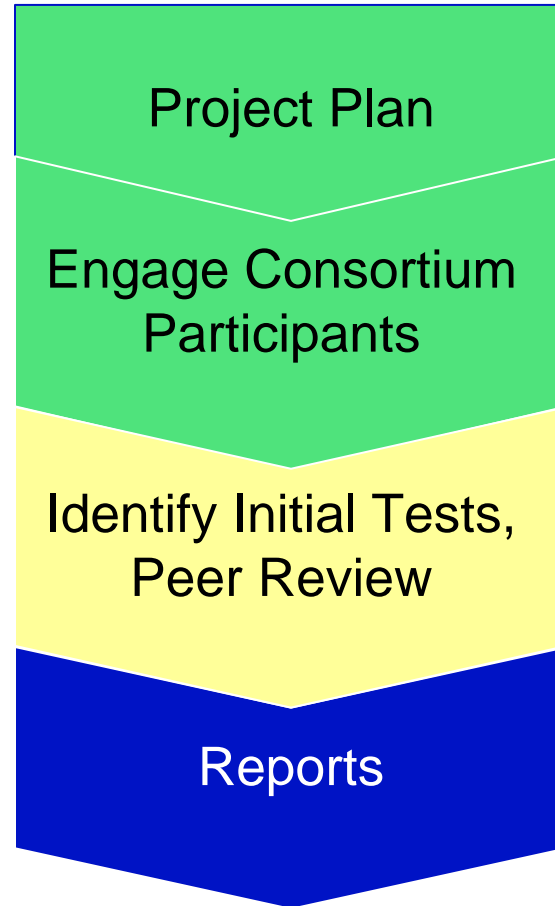 Project Plan
Engage Consortium
Participants
Identify Initial Tests,
Peer Review
Reports